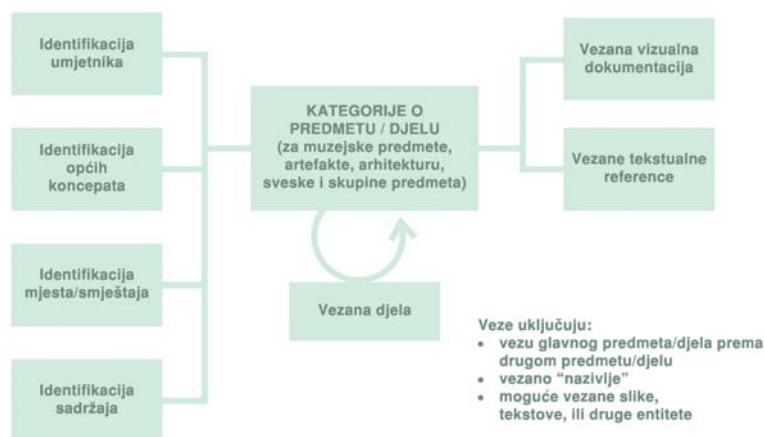 Identifikacija
umjetnika
Identifikacija
općih
koncepata
Identifikacija
mjesta/smještaja
Identifikacija
sadržaja
KATEGORIJE O
PREDMETU / DJELU
(za muzejske predmete,
artefakte, arhitekturu,
sveske i skupine predmeta)
Vezana djela
Vezana vizualna
dokumentacija
Vezane tekstualne
reference
Veze uključuju:
• vezu glavnog predmeta/djela prema
drugom predmetu/djelu
• vezano “nazivlje”
• moguće vezane slike,
tekstove, ili druge entitete